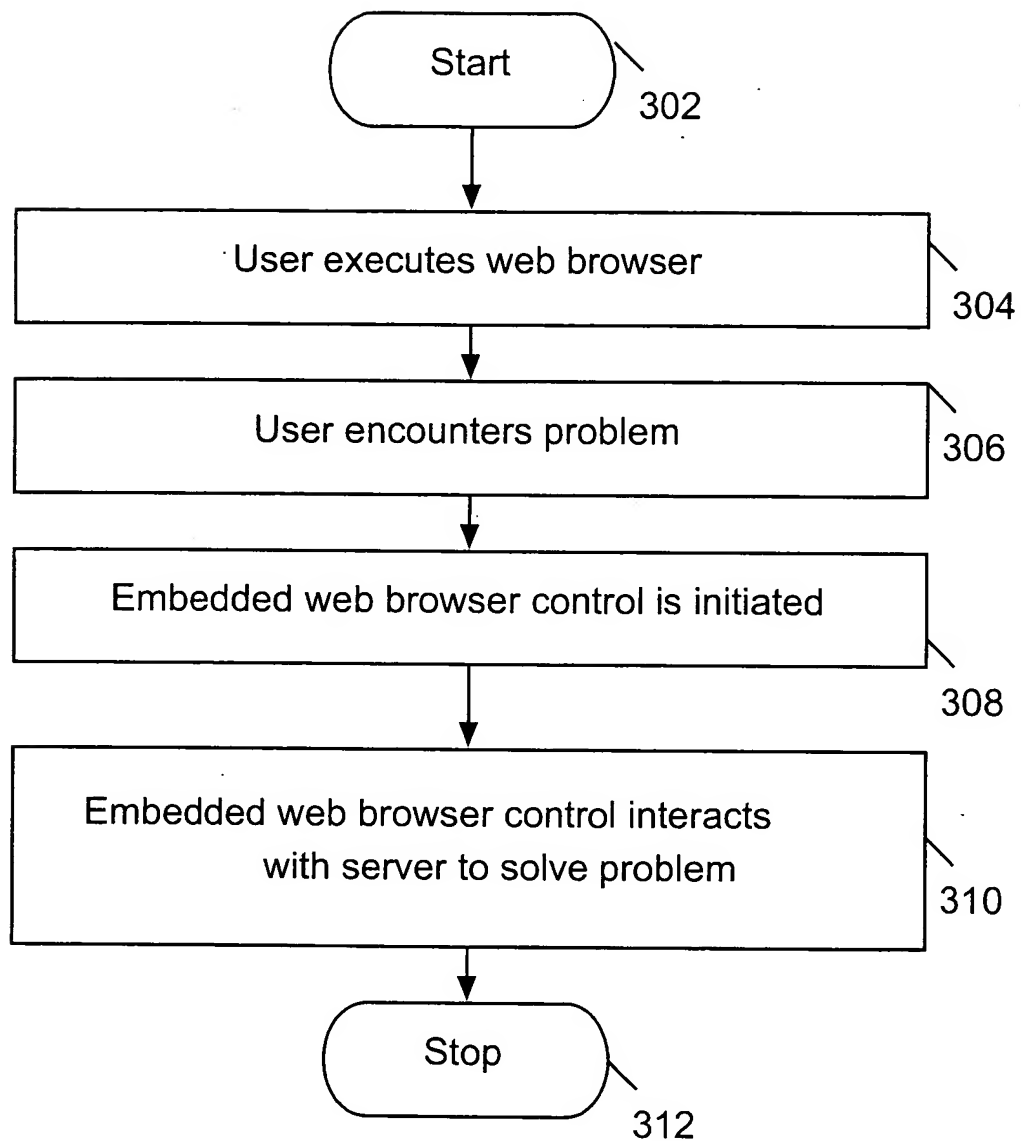 Start
302
User executes web browser
304
User encounters problem
306
Embedded web browser control is initiated
308
Embedded web browser control interacts
with server to solve problem
310
Stop
312